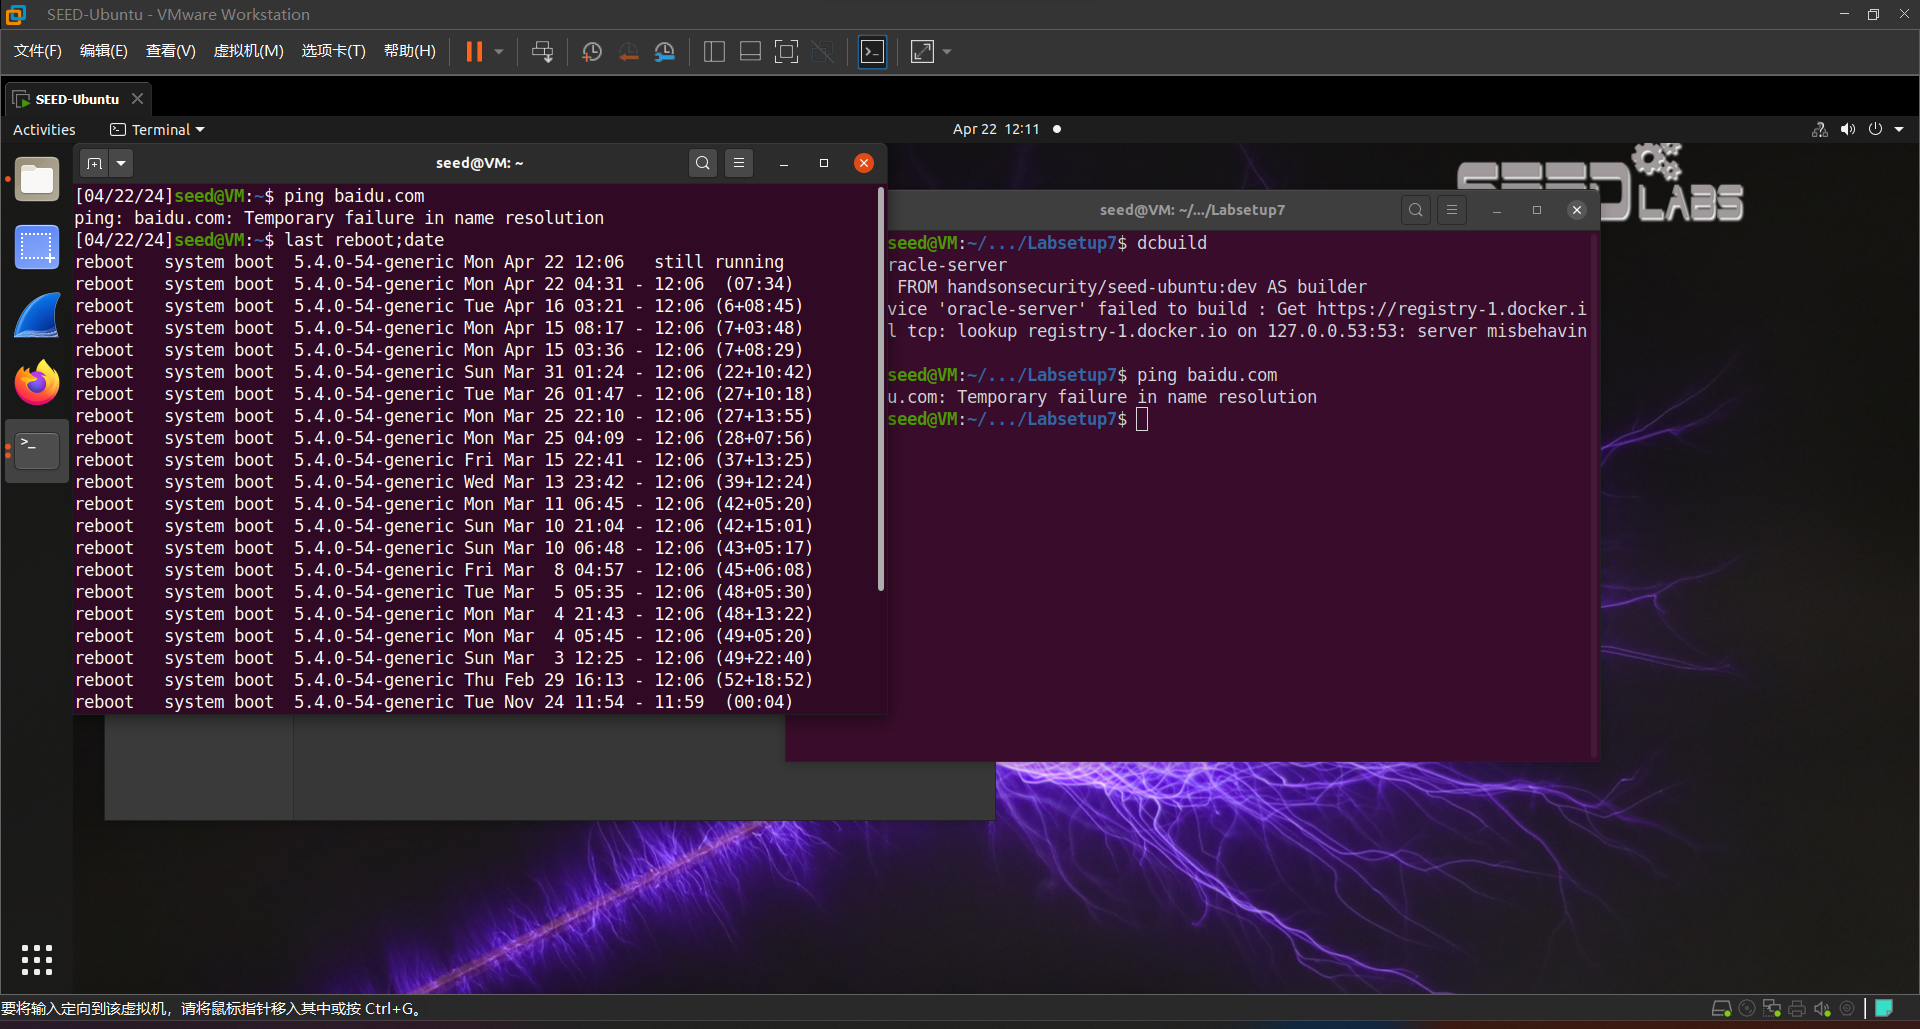 SEED-Ubuntu - VMware Workstation
文件(F) 编辑(E) 查看(V) 虚拟机(M) 选项卡(T) 帮助(H)
SEED-Ubuntu
Activities Terminal Apr 22 12:11
seed@VM: ~
[04/22/24]seed@VM:~$ ping baidu.com
ping: baidu.com: Temporary failure in name resolution
[04/22/24]seed@VM:~$ last reboot;date
reboot   system boot  5.4.0-54-generic Mon Apr 22 12:06   still running
reboot   system boot  5.4.0-54-generic Mon Apr 22 04:31 - 12:06  (07:34)
reboot   system boot  5.4.0-54-generic Tue Apr 16 03:21 - 12:06 (6+08:45)
reboot   system boot  5.4.0-54-generic Mon Apr 15 08:17 - 12:06 (7+03:48)
reboot   system boot  5.4.0-54-generic Mon Apr 15 03:36 - 12:06 (7+08:29)
reboot   system boot  5.4.0-54-generic Sun Mar 31 01:24 - 12:06 (22+10:42)
reboot   system boot  5.4.0-54-generic Tue Mar 26 01:47 - 12:06 (27+10:18)
reboot   system boot  5.4.0-54-generic Mon Mar 25 22:10 - 12:06 (27+13:55)
reboot   system boot  5.4.0-54-generic Mon Mar 25 04:09 - 12:06 (28+07:56)
reboot   system boot  5.4.0-54-generic Fri Mar 15 22:41 - 12:06 (37+13:25)
reboot   system boot  5.4.0-54-generic Wed Mar 13 23:42 - 12:06 (39+12:24)
reboot   system boot  5.4.0-54-generic Mon Mar 11 06:45 - 12:06 (42+05:20)
reboot   system boot  5.4.0-54-generic Sun Mar 10 21:04 - 12:06 (42+15:01)
reboot   system boot  5.4.0-54-generic Sun Mar 10 06:48 - 12:06 (43+05:17)
reboot   system boot  5.4.0-54-generic Fri Mar  8 04:57 - 12:06 (45+06:08)
reboot   system boot  5.4.0-54-generic Tue Mar  5 05:35 - 12:06 (48+05:30)
reboot   system boot  5.4.0-54-generic Mon Mar  4 21:43 - 12:06 (48+13:22)
reboot   system boot  5.4.0-54-generic Mon Mar  4 05:45 - 12:06 (49+05:20)
reboot   system boot  5.4.0-54-generic Sun Mar  3 12:25 - 12:06 (49+22:40)
reboot   system boot  5.4.0-54-generic Thu Feb 29 16:13 - 12:06 (52+18:52)
reboot   system boot  5.4.0-54-generic Tue Nov 24 11:54 - 11:59  (00:04)
SEED LABS
seed@VM: ~/.../Labsetup7
seed@VM:~/.../Labsetup7$ dcbuild
racle-server
FROM handsonsecurity/seed-ubuntu:dev AS builder
vice 'oracle-server' failed to build : Get https://registry-1.docker.i
l tcp: lookup registry-1.docker.io on 127.0.0.53:53: server misbehavin
seed@VM:~/.../Labsetup7$ ping baidu.com
u.com: Temporary failure in name resolution
seed@VM:~/.../Labsetup7$
要将输入定向到该虚拟机，请将鼠标指针移入其中或按 Ctrl+G。